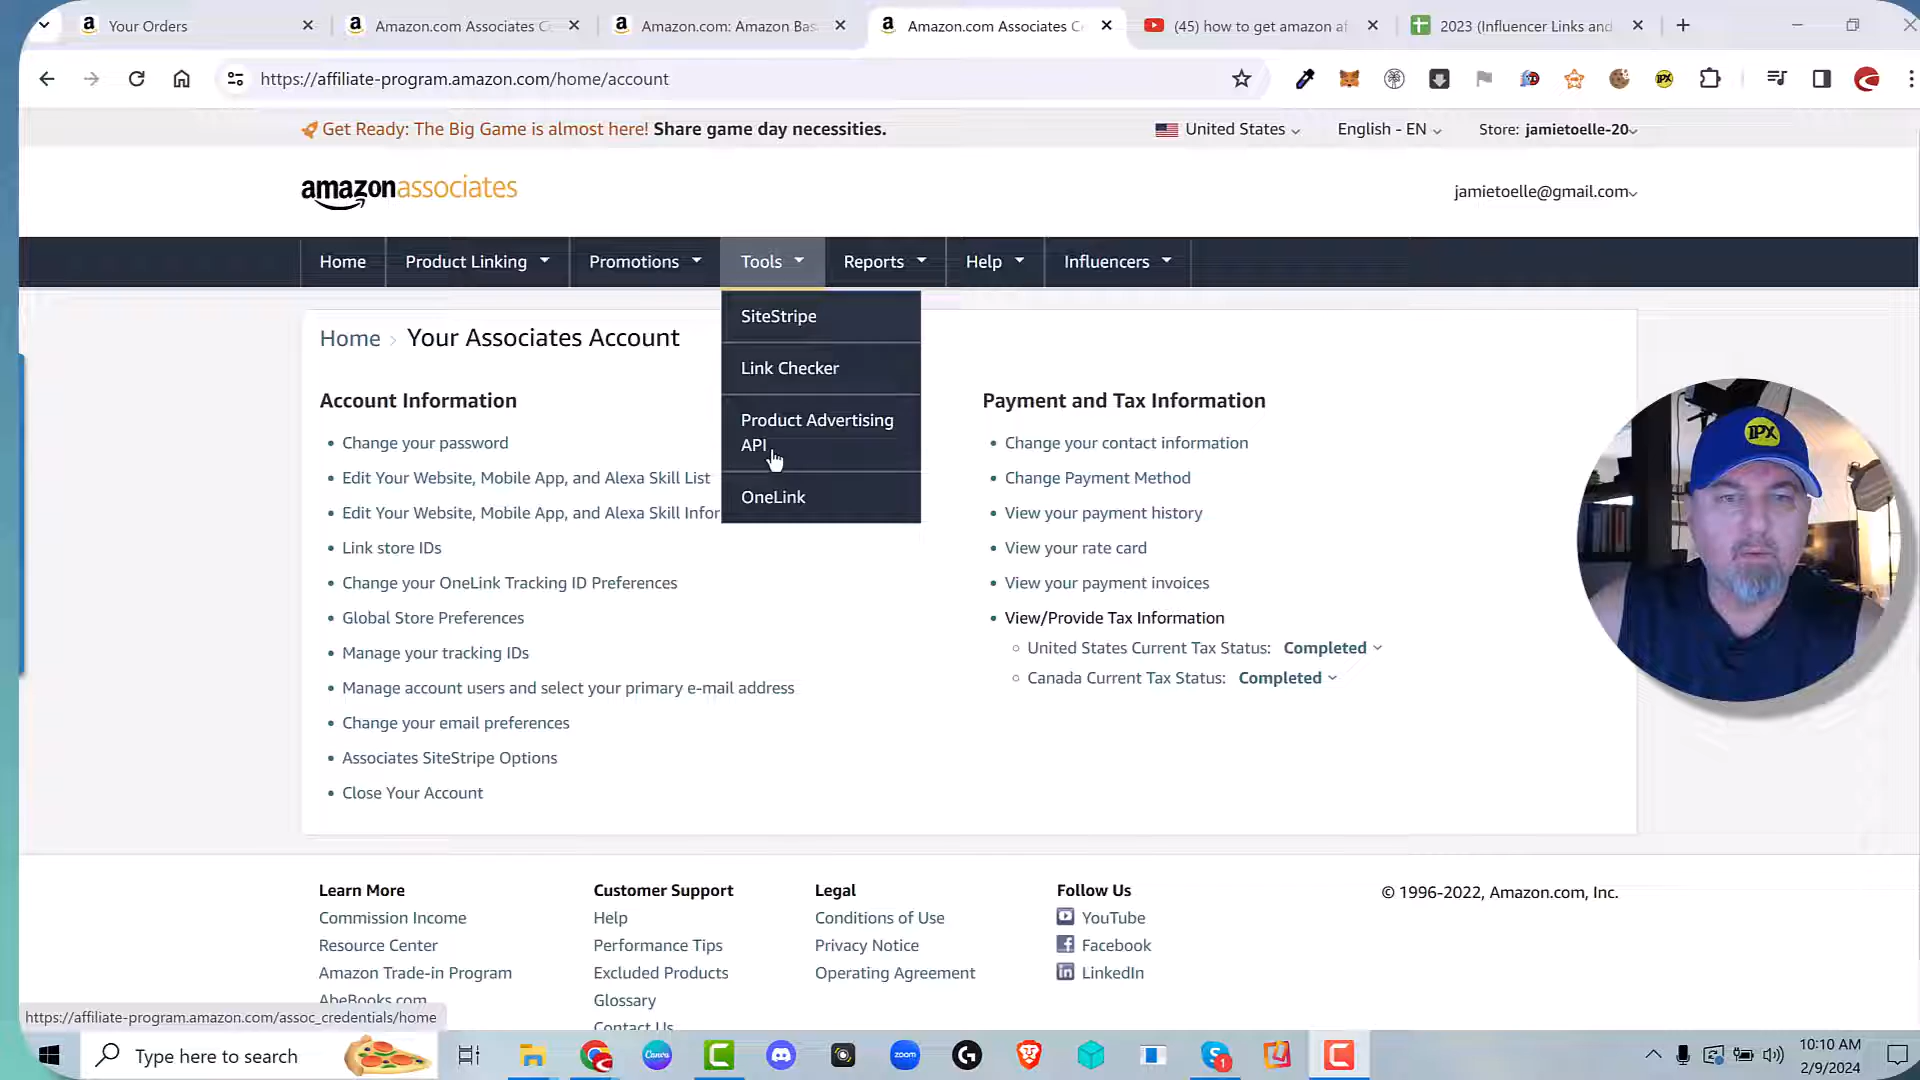 Your Orders
Amazon.com Associates Ce
Amazon.com: Amazon Bas
Amazon.com Associates Ce
(45) how to get amazon af
2023 (Influencer Links and
https://affiliate-program.amazon.com/home/account
Get Ready: The Big Game is almost here! Share game day necessities.
United States
English - EN
Store: jamietoelle-20
amazonassociates
jamietoelle@gmail.com
Home
Product Linking
Promotions
Tools
Reports
Help
Influencers
SiteStripe
Link Checker
Product Advertising
API
OneLink
Home › Your Associates Account
Account Information
Change your password
Edit Your Website, Mobile App, and Alexa Skill List
Edit Your Website, Mobile App, and Alexa Skill Infor
Link store IDs
Change your OneLink Tracking ID Preferences
Global Store Preferences
Manage your tracking IDs
Manage account users and select your primary e-mail address
Change your email preferences
Associates SiteStripe Options
Close Your Account
Payment and Tax Information
Change your contact information
Change Payment Method
View your payment history
View your rate card
View your payment invoices
View/Provide Tax Information
United States Current Tax Status: Completed
Canada Current Tax Status: Completed
IPX
Learn More
Commission Income
Resource Center
Amazon Trade-in Program
AbeBooks.com
Customer Support
Help
Performance Tips
Excluded Products
Glossary
Contact Us
Legal
Conditions of Use
Privacy Notice
Operating Agreement
Follow Us
YouTube
Facebook
LinkedIn
© 1996-2022, Amazon.com, Inc.
https://affiliate-program.amazon.com/assoc_credentials/home
Type here to search
Canva
zoom
1
10:10 AM
2/9/2024